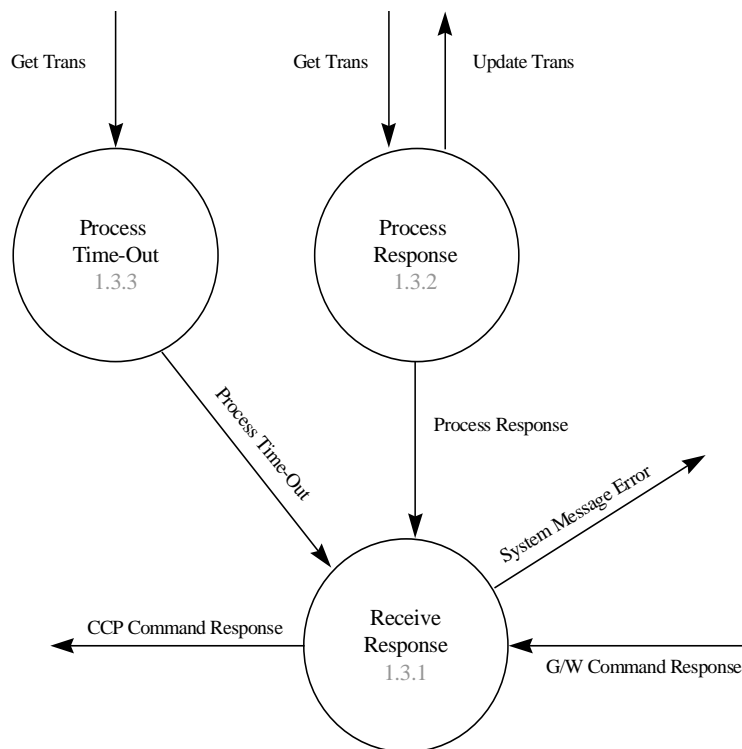 Get Trans
Get Trans
Update Trans
Process
Time-Out
1.3.3
Process
Response
1.3.2
Process Time-Out
Process Response
System Message Error
CCP Command Response
Receive
Response
1.3.1
G/W Command Response